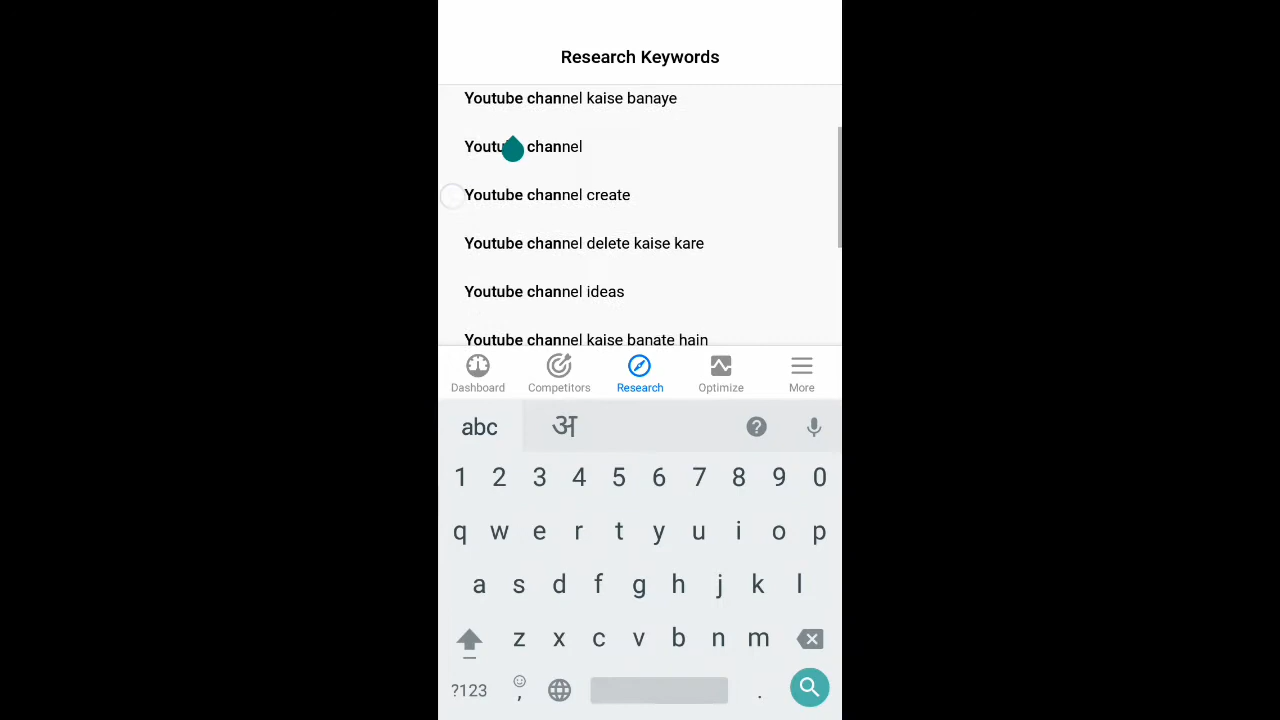 Research Keywords
Youtube channel kaise banaye
Youtube channel
Youtube channel create
Youtube channel delete kaise kare
Youtube channel ideas
Youtube channel kaise banate hain
Dashboard Competitors Research Optimize More
abc अ ?
1 2 3 4 5 6 7 8 9 0
q w e r t y u i o p
a s d f g h j k l
z x c v b n m
?123 , .